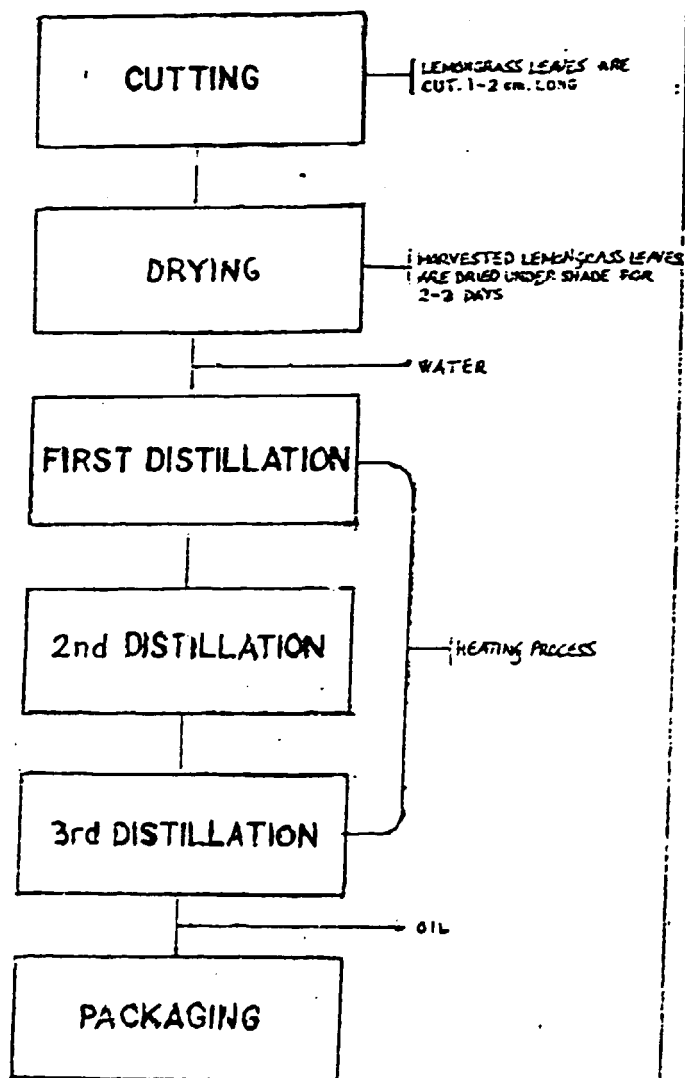 CUTTING
LEMONGRASS LEAVES ARE
CUT. 1-2 cm. LONG
DRYING
HARVESTED LEMONGRASS LEAVES
ARE DRIED UNDER SHADE FOR
DAYS
WATER
FIRST DISTILLATION
2nd DISTILLATION
HEATING PROCESS
3rd DISTILLATION
OIL
PACKAGING